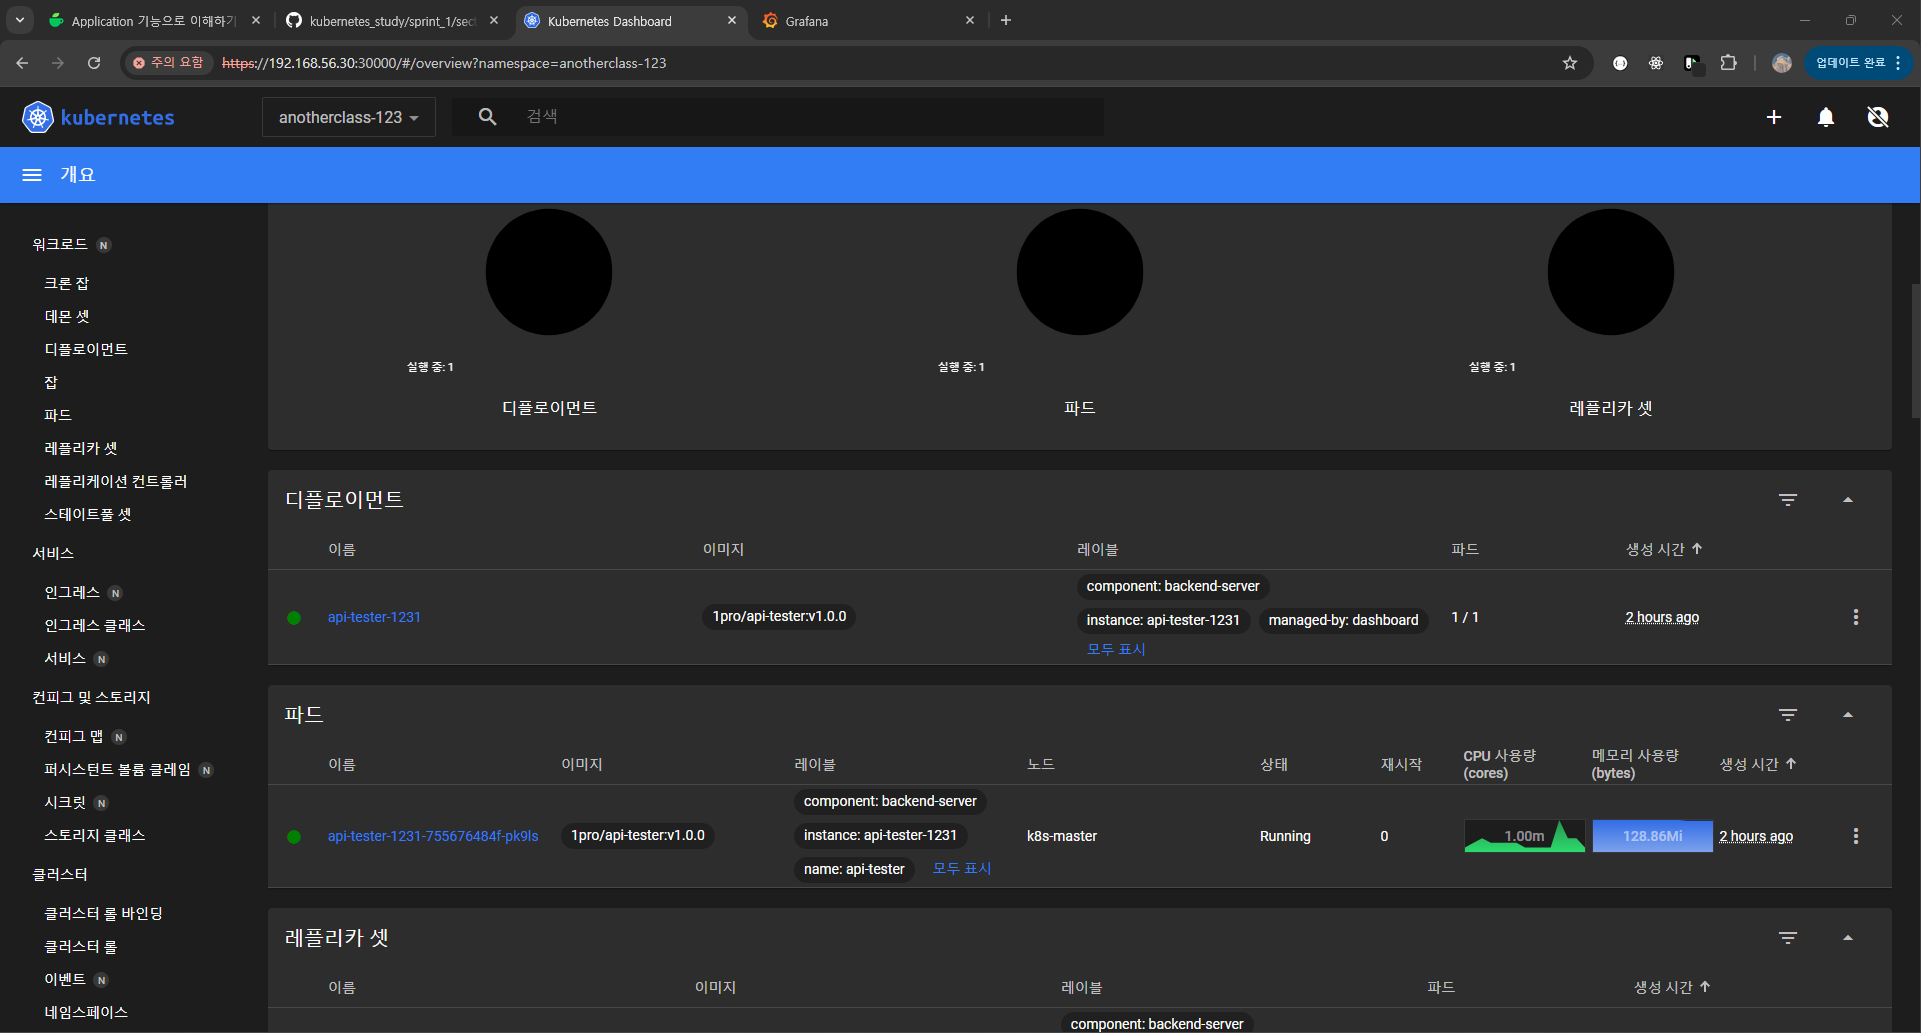 Application 기능으로 이해하기
kubernetes_study/sprint_1/sect
Kubernetes Dashboard
Grafana
주의 요함
https://192.168.56.30:30000/#/overview?namespace=anotherclass-123
업데이트 완료
kubernetes
anotherclass-123
검색
개요
워크로드 N
크론 잡
데몬 셋
디플로이먼트
잡
파드
레플리카 셋
레플리케이션 컨트롤러
스테이트풀 셋
서비스
인그레스 N
인그레스 클래스
서비스 N
컨피그 및 스토리지
컨피그 맵 N
퍼시스턴트 볼륨 클레임 N
시크릿 N
스토리지 클래스
클러스터
클러스터 롤 바인딩
클러스터 롤
이벤트 N
네임스페이스
실행 중: 1
디플로이먼트
실행 중: 1
파드
실행 중: 1
레플리카 셋
디플로이먼트
이름 이미지 레이블 파드 생성 시간
api-tester-1231 1pro/api-tester:v1.0.0
component: backend-server
instance: api-tester-1231 managed-by: dashboard
모두 표시
1 / 1 2 hours ago
파드
이름 이미지 레이블 노드 상태 재시작 CPU 사용량 (cores) 메모리 사용량 (bytes) 생성 시간
api-tester-1231-755676484f-pk9ls 1pro/api-tester:v1.0.0
component: backend-server
instance: api-tester-1231
name: api-tester 모두 표시
k8s-master Running 0 1.00m 128.86Mi 2 hours ago
레플리카 셋
이름 이미지 레이블 파드 생성 시간
component: backend-server